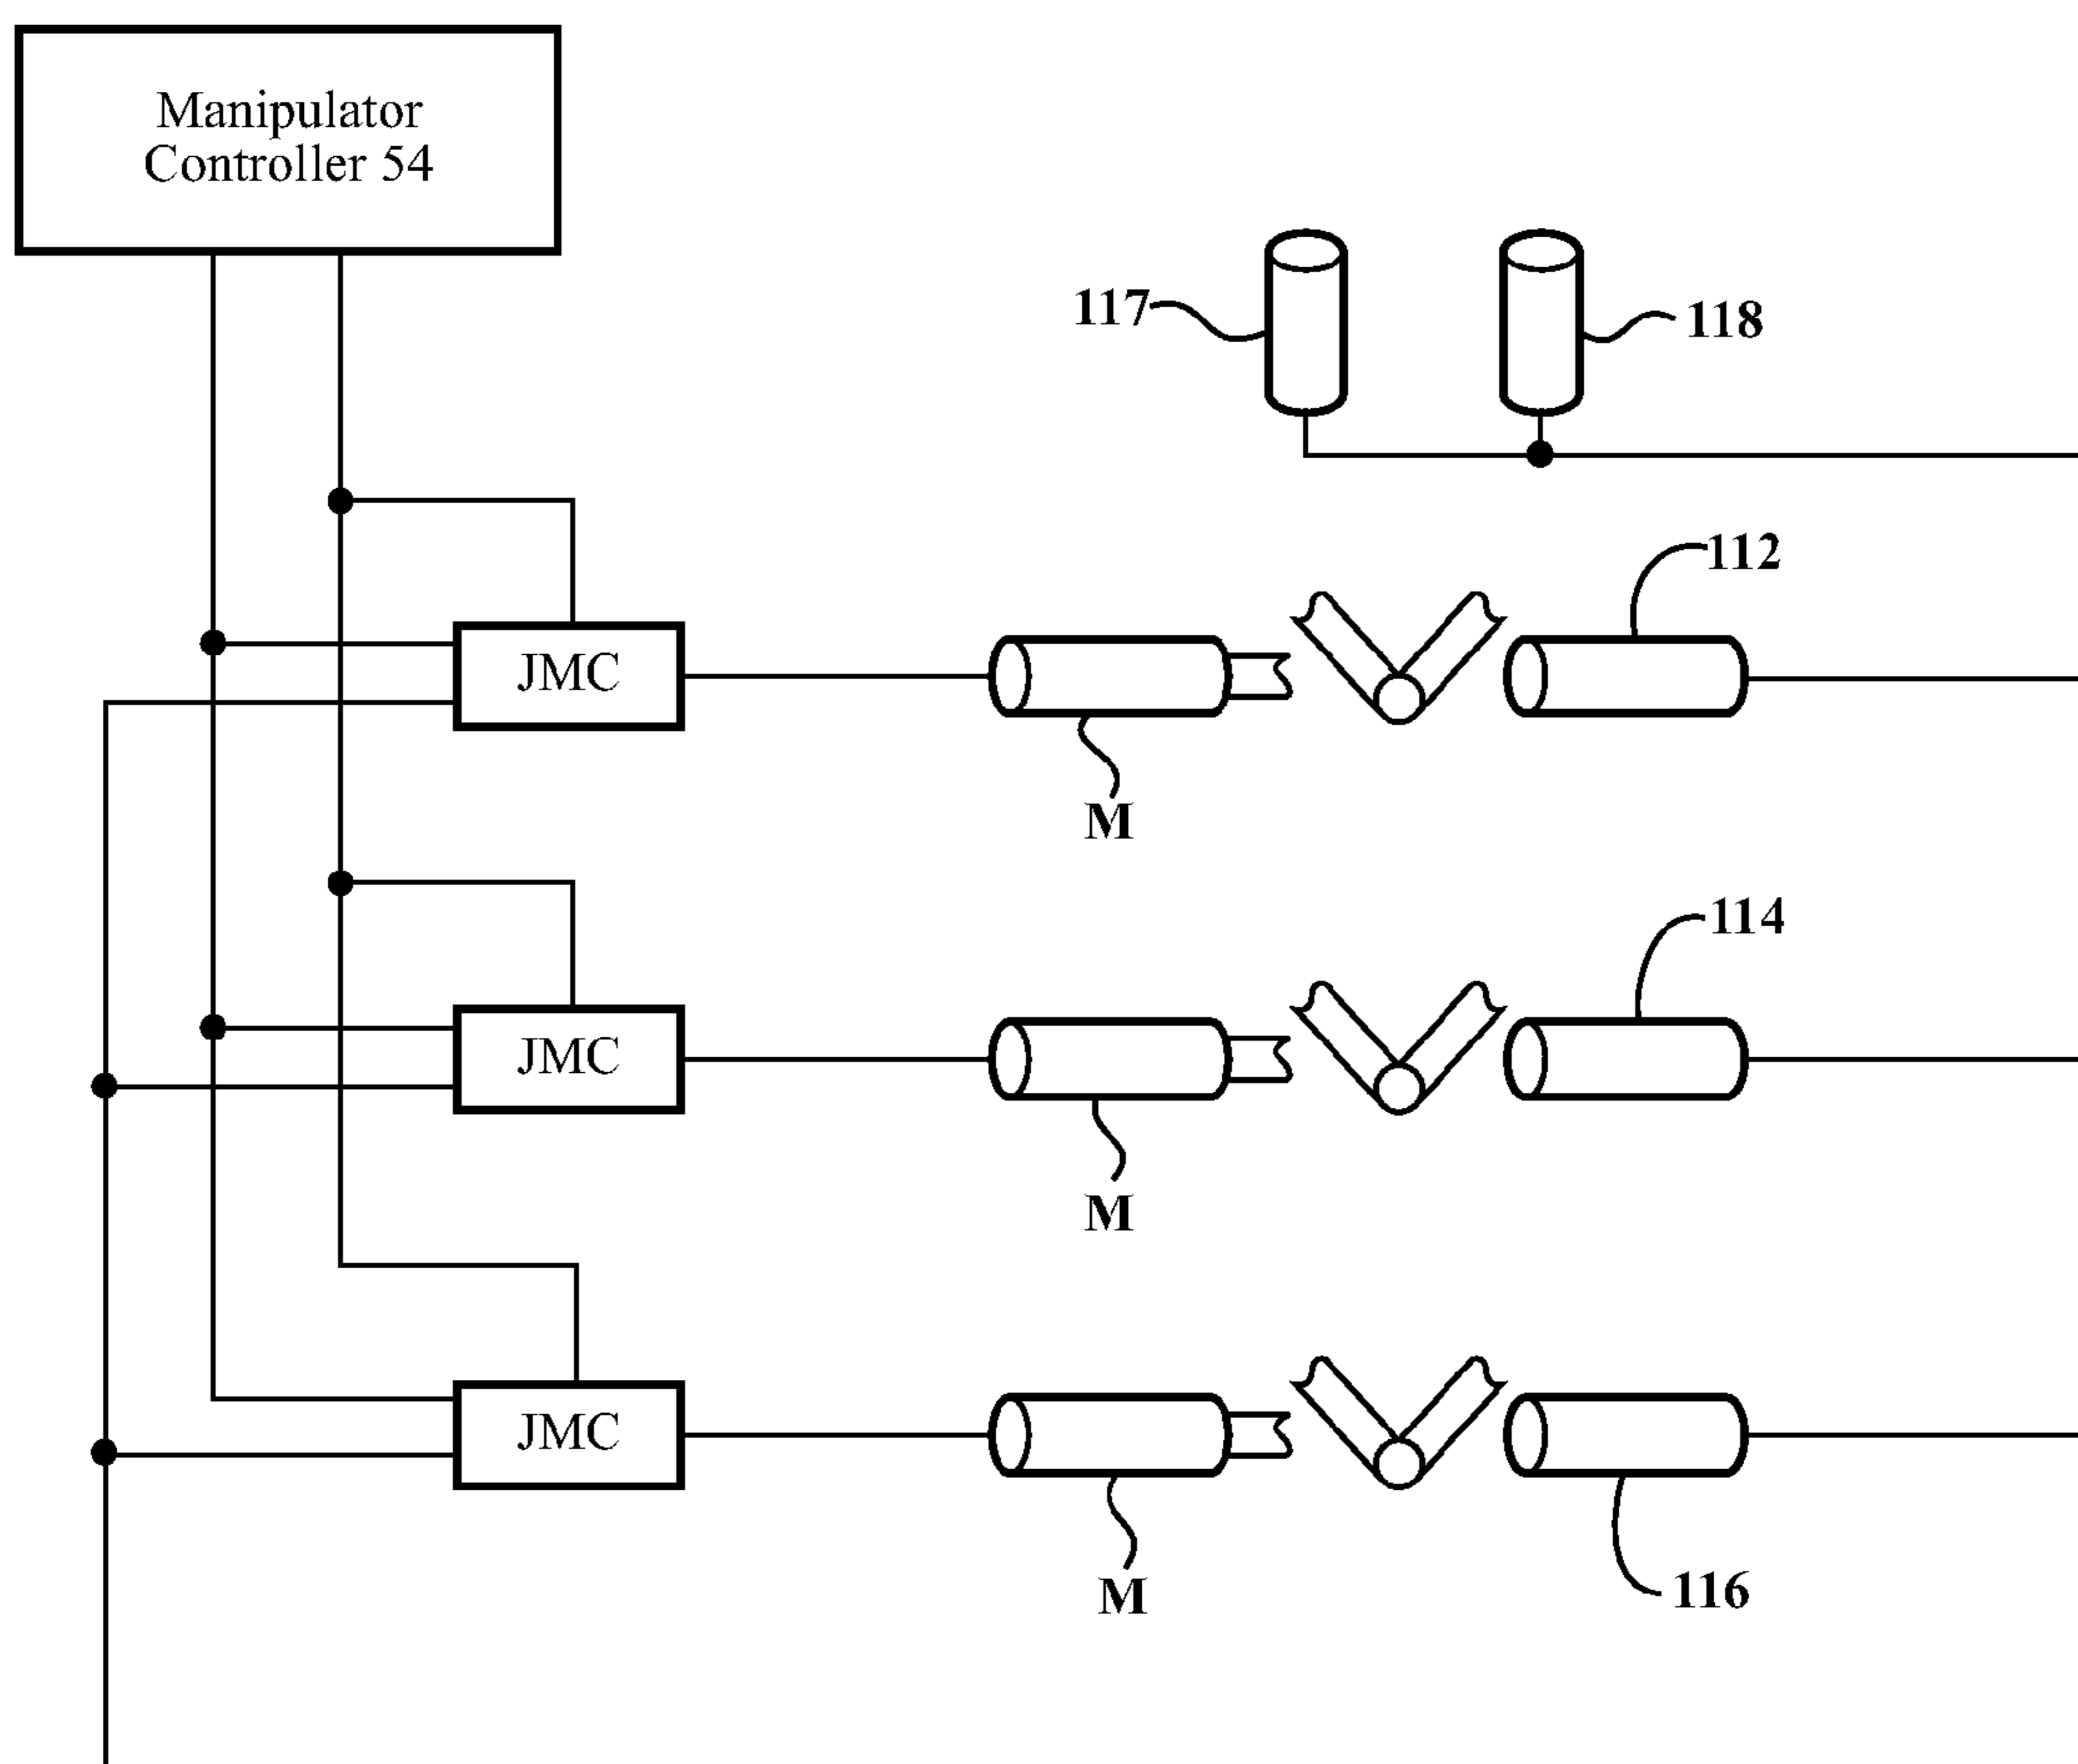 Manipulator
Controller 54
117
118
112
JMC
M
114
JMC
M
JMC
M
116